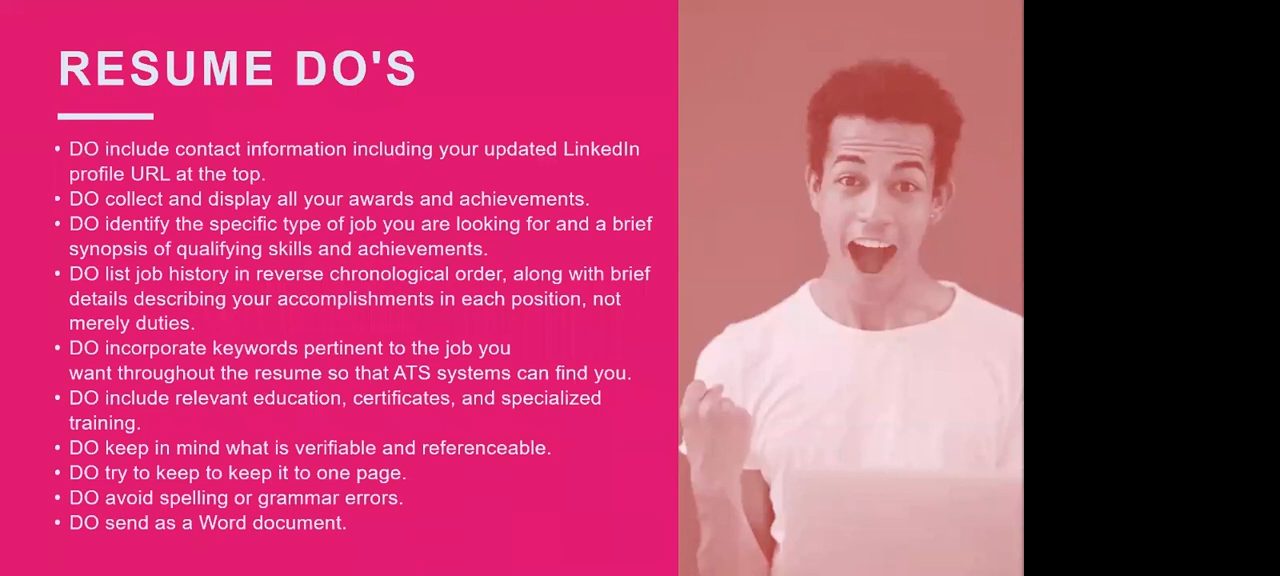 RESUME DO'S
• DO include contact information including your updated LinkedIn
profile URL at the top.
• DO collect and display all your awards and achievements.
• DO identify the specific type of job you are looking for and a brief
synopsis of qualifying skills and achievements.
• DO list job history in reverse chronological order, along with brief
details describing your accomplishments in each position, not
merely duties.
• DO incorporate keywords pertinent to the job you
want throughout the resume so that ATS systems can find you.
• DO include relevant education, certificates, and specialized
training.
• DO keep in mind what is verifiable and referenceable.
• DO try to keep to keep it to one page.
• DO avoid spelling or grammar errors.
• DO send as a Word document.